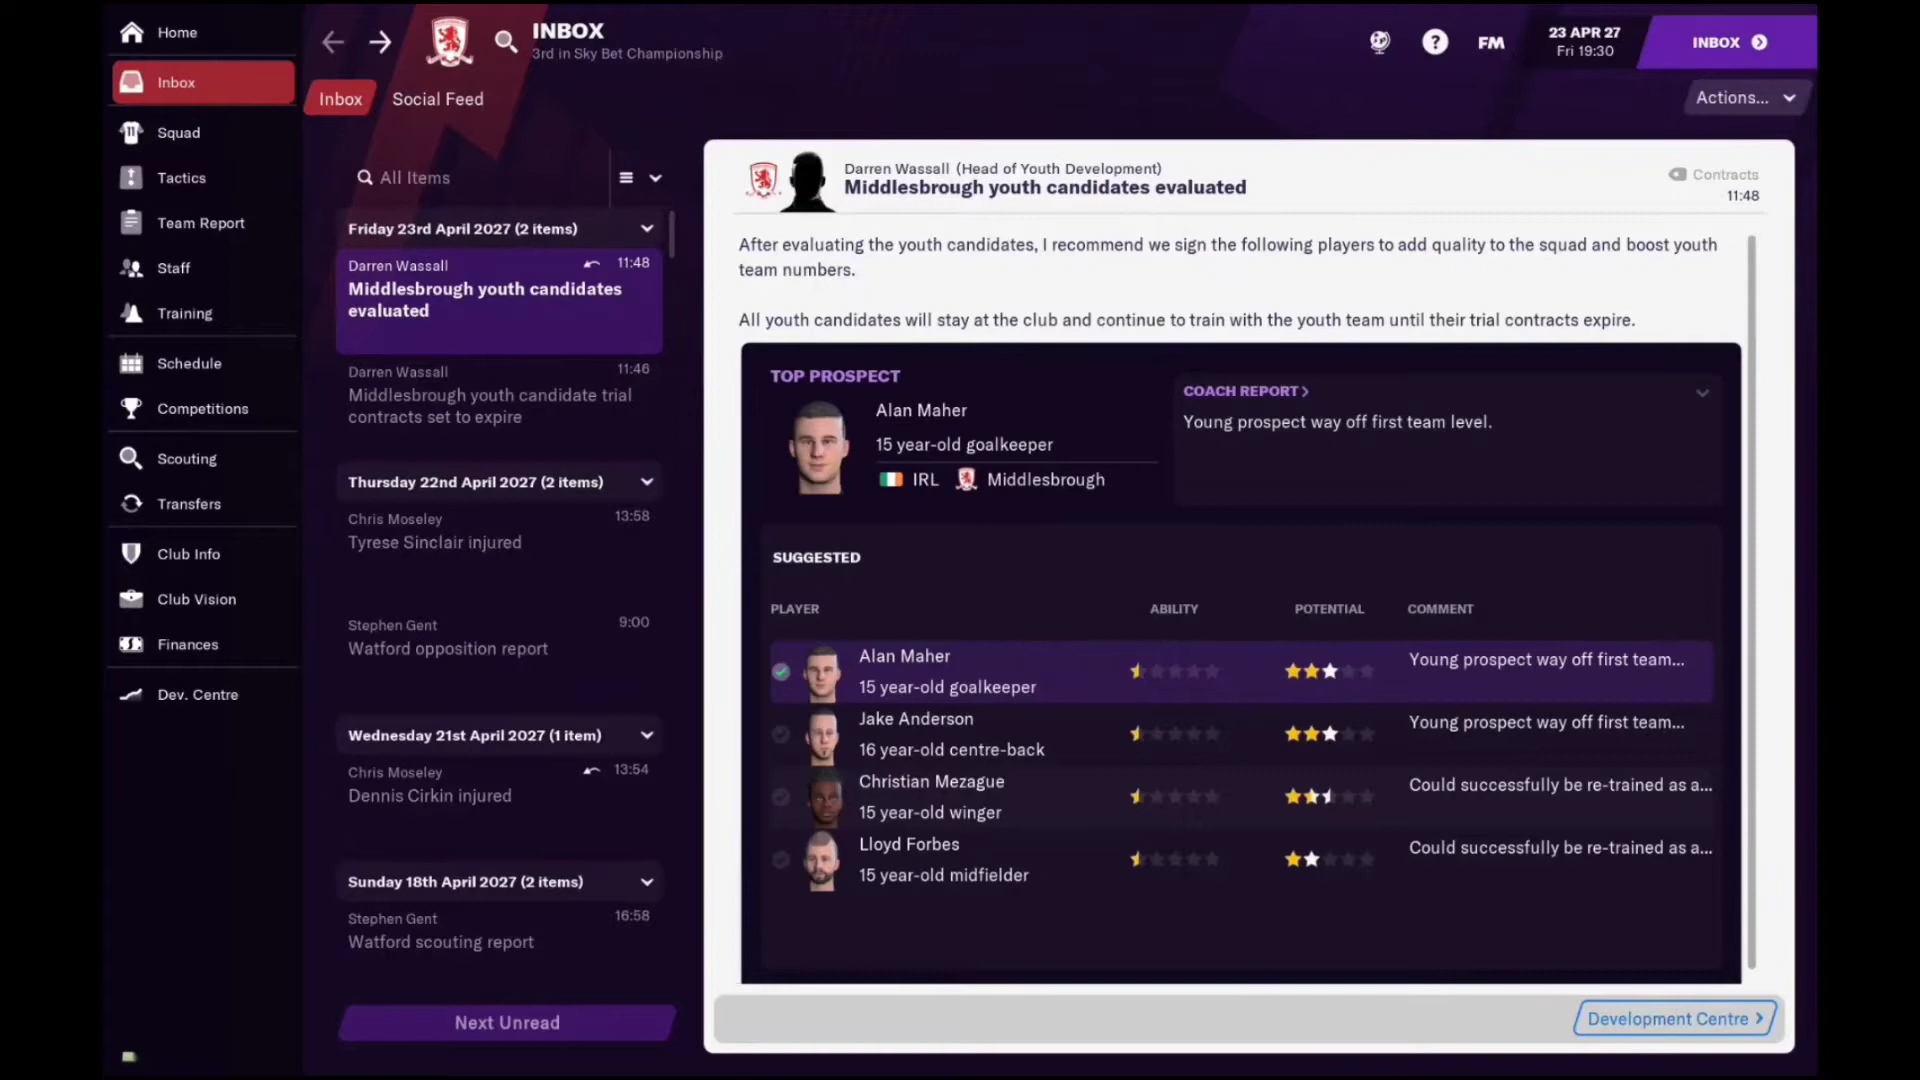 Home
Inbox
Squad
Tactics
Team Report
Staff
Training
Schedule
Competitions
Scouting
Transfers
Club Info
Club Vision
Finances
Dev. Centre
INBOX
3rd in Sky Bet Championship
?
FM
23 APR 27
Fri 19:30
INBOX
Inbox
Social Feed
Actions...
All Items
Friday 23rd April 2027 (2 items)
Darren Wassall 11:48
Middlesbrough youth candidates
evaluated
Darren Wassall 11:46
Middlesbrough youth candidate trial
contracts set to expire
Thursday 22nd April 2027 (2 items)
Chris Moseley 13:58
Tyrese Sinclair injured
Stephen Gent 9:00
Watford opposition report
Wednesday 21st April 2027 (1 item)
Chris Moseley 13:54
Dennis Cirkin injured
Sunday 18th April 2027 (2 items)
Stephen Gent 16:58
Watford scouting report
Next Unread
Darren Wassall (Head of Youth Development)
Middlesbrough youth candidates evaluated
Contracts
11:48
After evaluating the youth candidates, I recommend we sign the following players to add quality to the squad and boost youth
team numbers.
All youth candidates will stay at the club and continue to train with the youth team until their trial contracts expire.
TOP PROSPECT
Alan Maher
15 year-old goalkeeper
IRL Middlesbrough
COACH REPORT
Young prospect way off first team level.
SUGGESTED
PLAYER ABILITY POTENTIAL COMMENT
Alan Maher
15 year-old goalkeeper
Young prospect way off first team...
Jake Anderson
16 year-old centre-back
Young prospect way off first team...
Christian Mezague
15 year-old winger
Could successfully be re-trained as a...
Lloyd Forbes
15 year-old midfielder
Could successfully be re-trained as a...
Development Centre